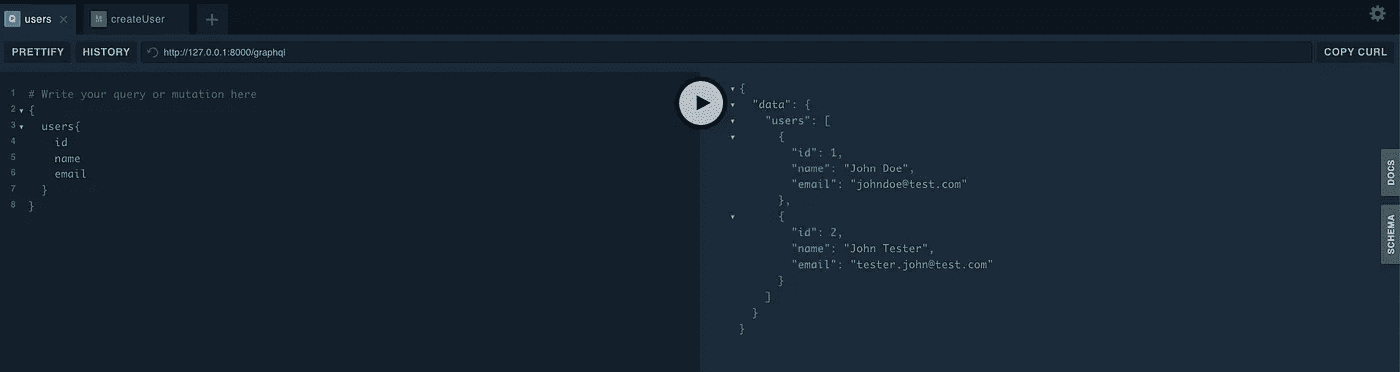 Q users × M createUser +
PRETTIFY HISTORY http://127.0.0.1:8000/graphql COPY CURL
1 # Write your query or mutation here
2 {
3 users{
4 id
5 name
6 email
7 }
8 }
{
"data": {
"users": [
{
"id": 1,
"name": "John Doe",
"email": "johndoe@test.com"
},
{
"id": 2,
"name": "John Tester",
"email": "tester.john@test.com"
}
]
}
}
DOCS
SCHEMA